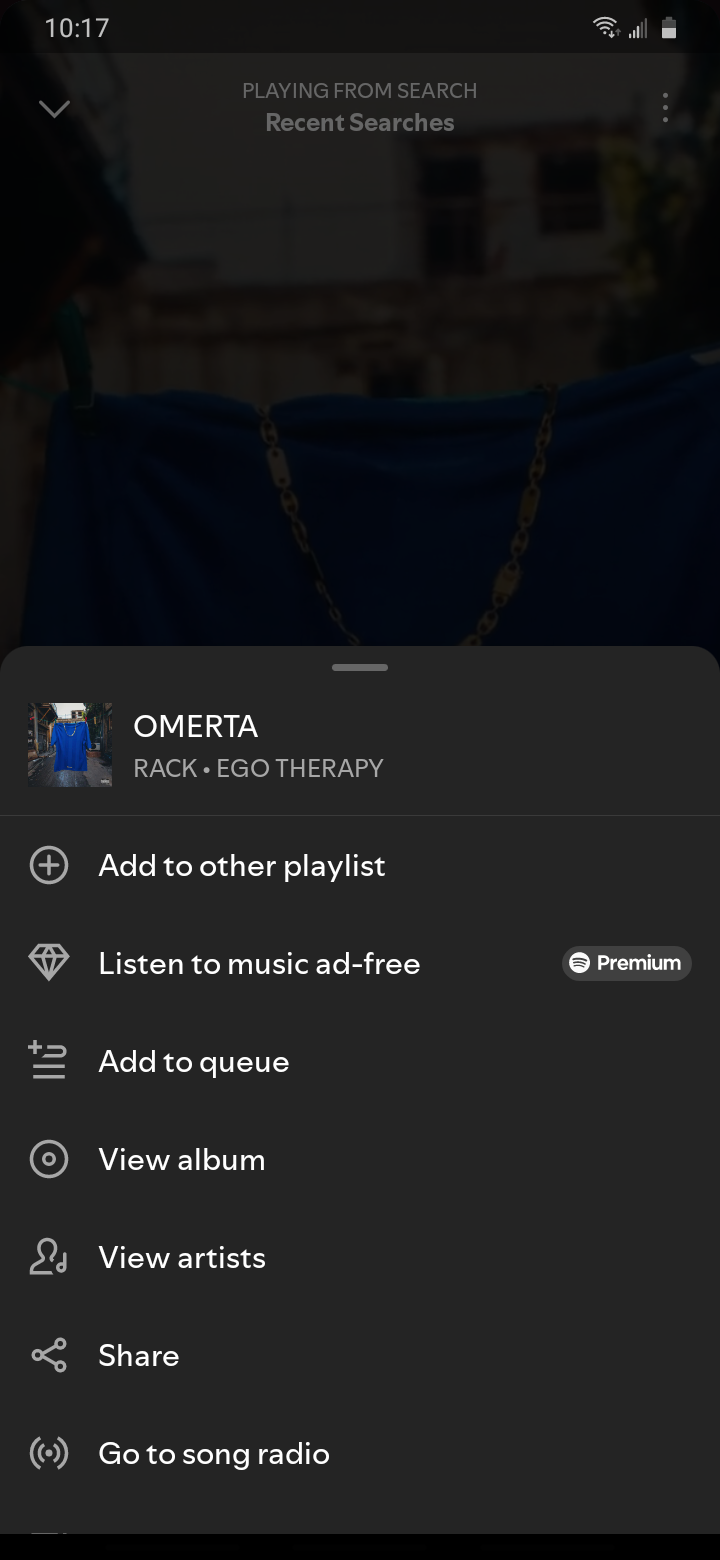 10:17
PLAYING FROM SEARCH
Recent Searches
OMERTA
RACK • EGO THERAPY
Add to other playlist
Listen to music ad-free
Premium
Add to queue
View album
View artists
Share
Go to song radio